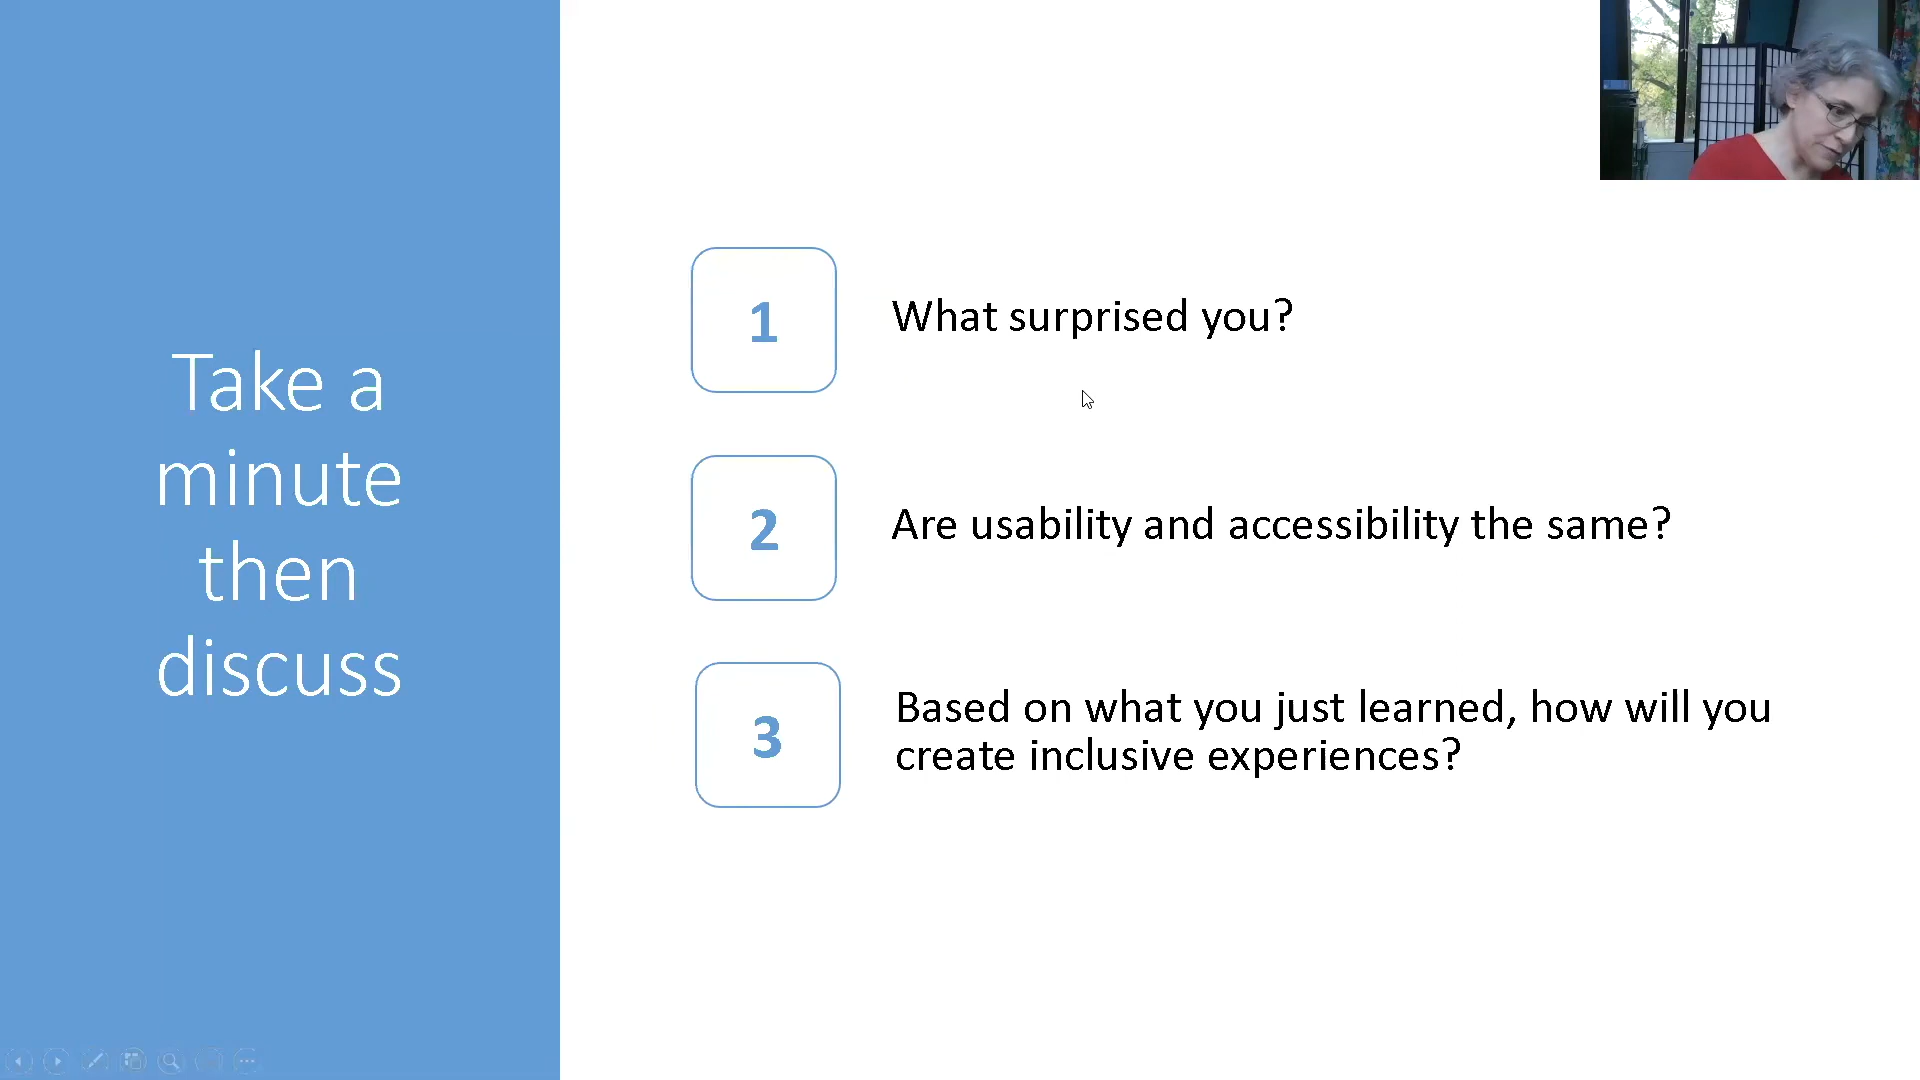 Take a
minute
then
discuss
1
What surprised you?
2
Are usability and accessibility the same?
3
Based on what you just learned, how will you
create inclusive experiences?